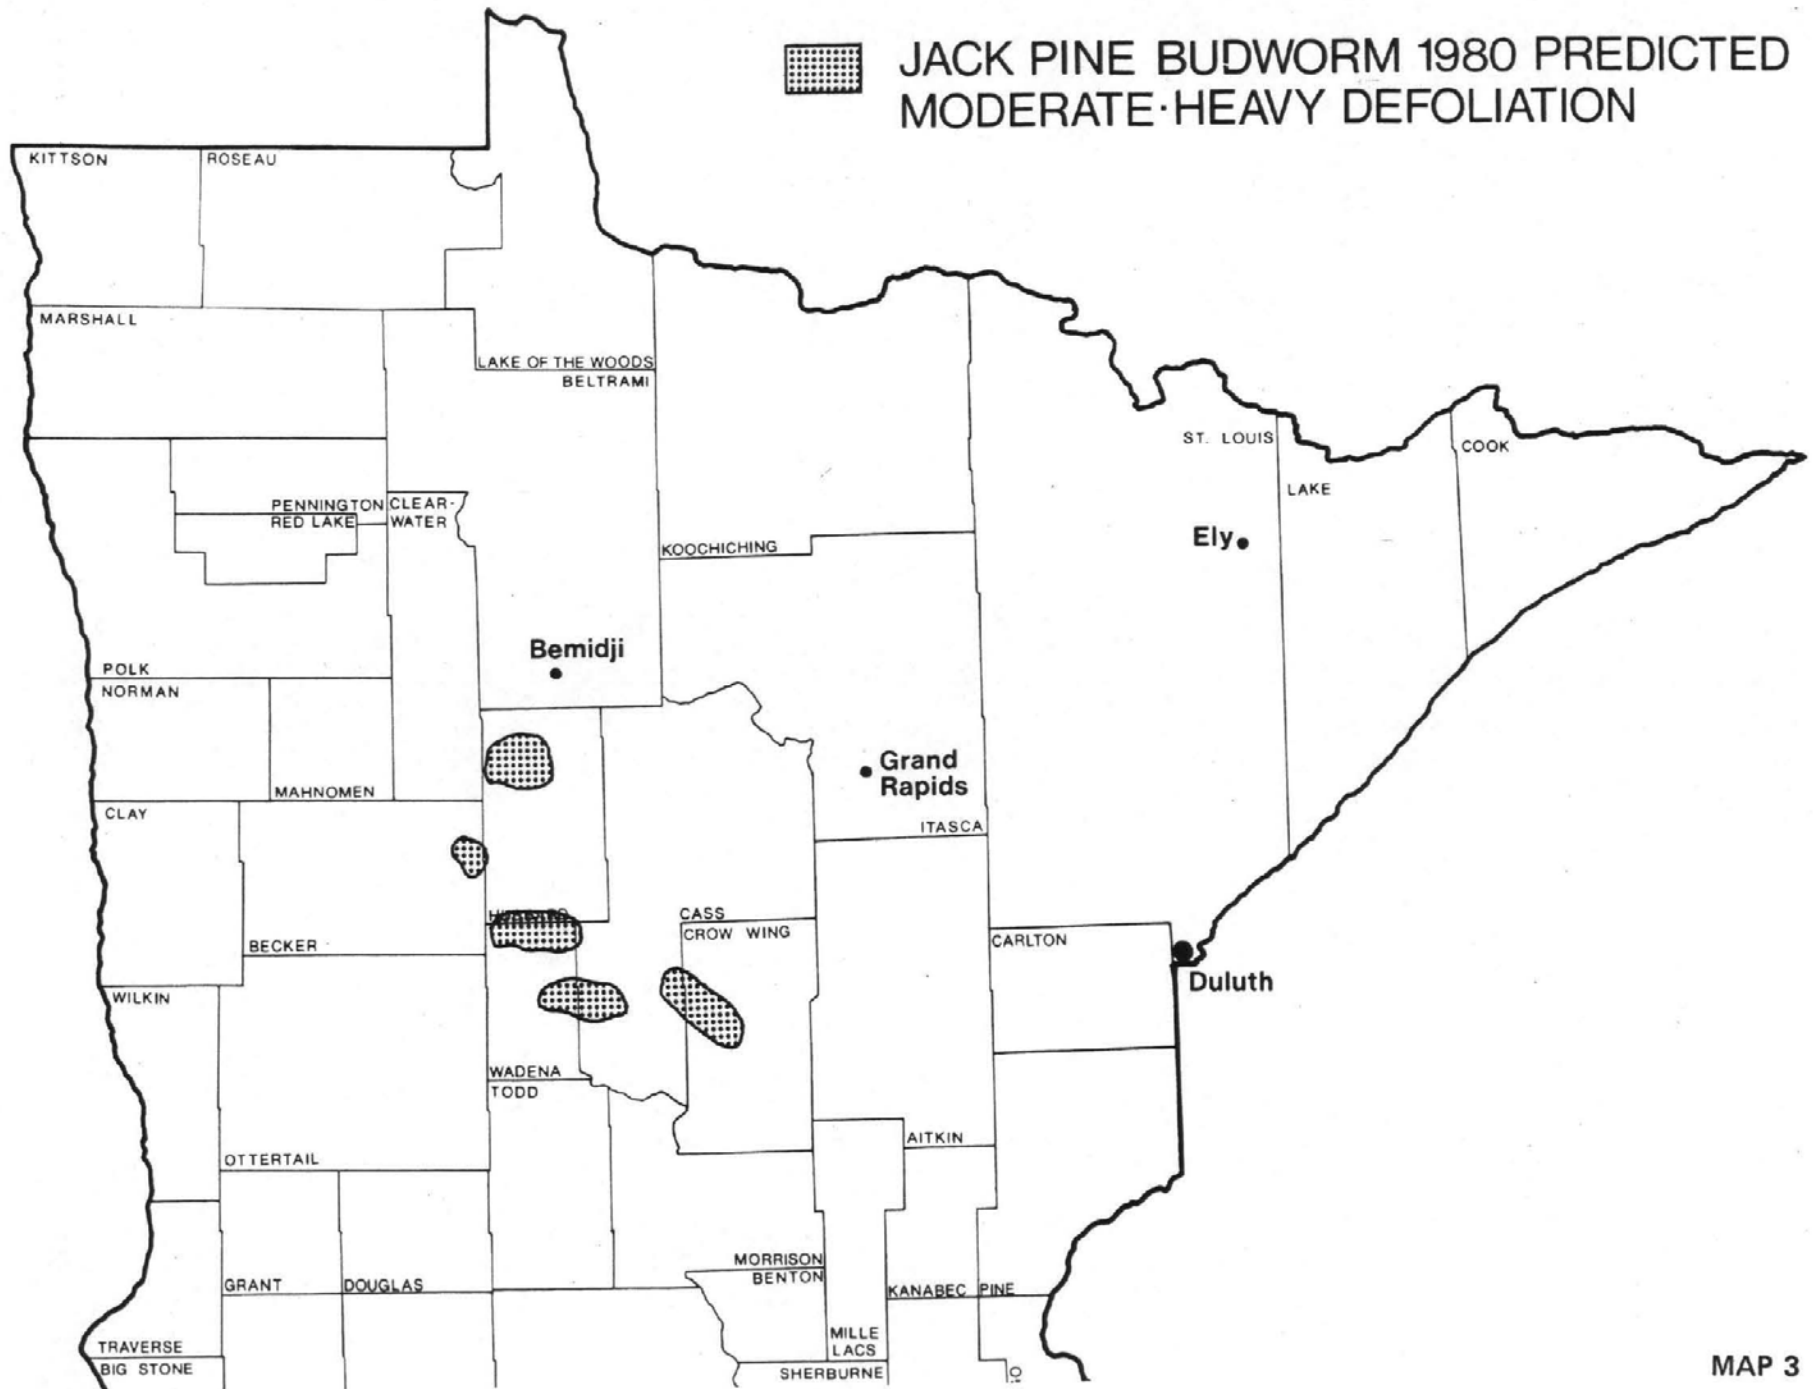 JACK PINE BUDWORM 1980 PREDICTED
MODERATE·HEAVY DEFOLIATION
KITTSON
ROSEAU
MARSHALL
LAKE OF THE WOODS
BELTRAMI
ST. LOUIS
COOK
LAKE
PENNINGTON
CLEAR-
RED LAKE
WATER
Ely
KOOCHICHING
Bemidji
POLK
NORMAN
Grand
Rapids
MAHNOMEN
CLAY
ITASCA
CASS
CROW WING
BECKER
CARLTON
Duluth
WILKIN
WADENA
TODD
AITKIN
OTTERTAIL
MORRISON
BENTON
GRANT
DOUGLAS
KANABEC
PINE
MILLE
LACS
TRAVERSE
BIG STONE
SHERBURNE
MAP 3